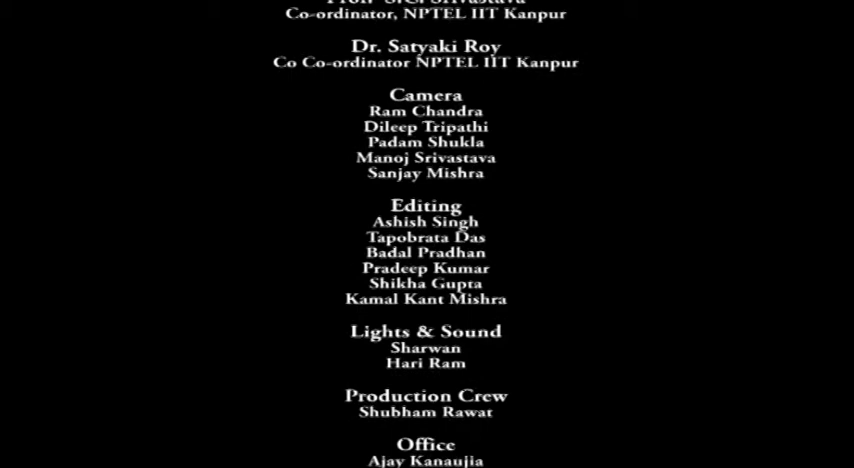 Prof. S.C. Srivastava
Co-ordinator, NPTEL IIT Kanpur
Dr. Satyaki Roy
Co Co-ordinator NPTEL IIT Kanpur
Camera
Ram Chandra
Dileep Tripathi
Padam Shukla
Manoj Srivastava
Sanjay Mishra
Editing
Ashish Singh
Tapobrata Das
Badal Pradhan
Pradeep Kumar
Shikha Gupta
Kamal Kant Mishra
Lights & Sound
Sharwan
Hari Ram
Production Crew
Shubham Rawat
Office
Ajay Kanaujia